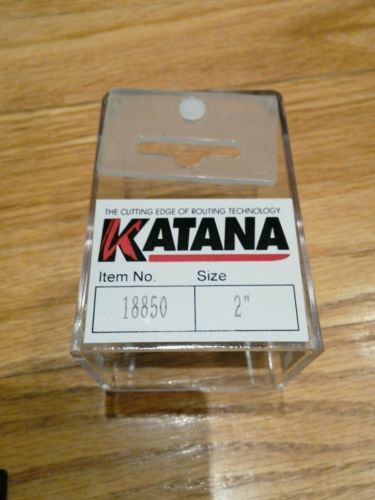 THE CUTTING EDGE OF ROUTING TECHNOLOGY
KATANA
Item No. Size
18850 2"